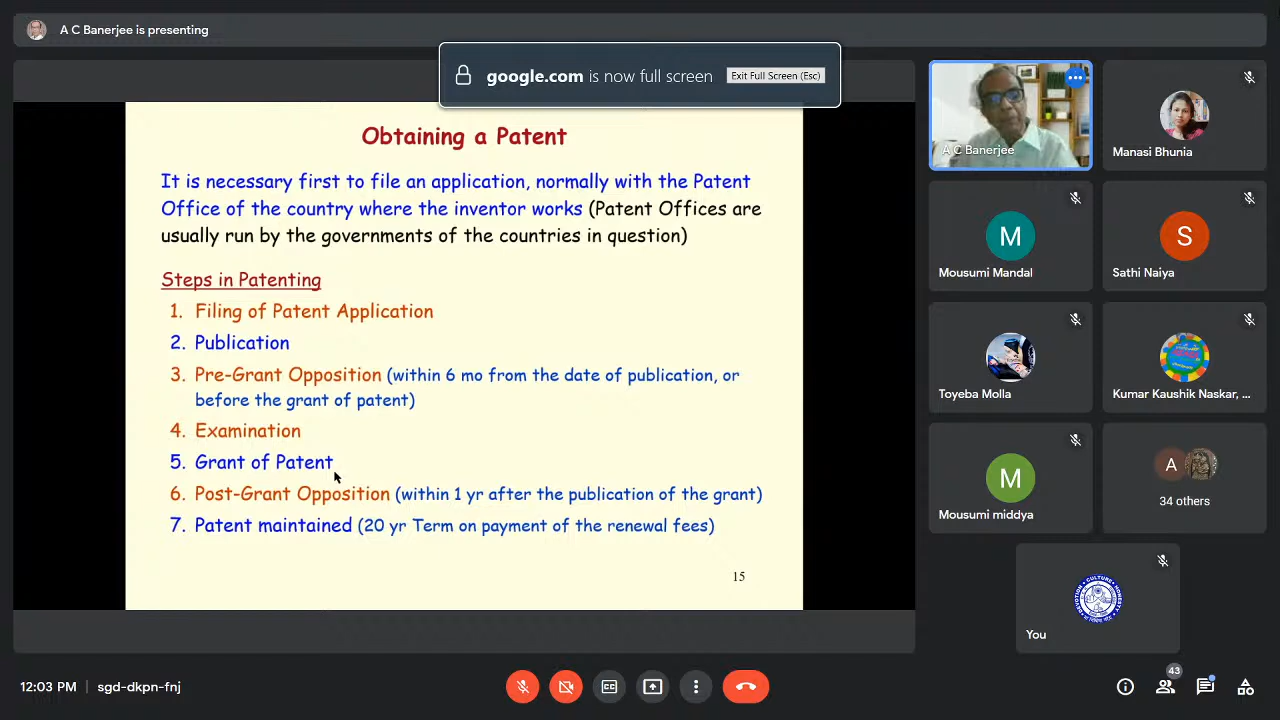 A C Banerjee is presenting
google.com is now full screen
Exit Full Screen (Esc)
Obtaining a Patent
It is necessary first to file an application, normally with the Patent
Office of the country where the inventor works (Patent Offices are
usually run by the governments of the countries in question)
Steps in Patenting
1. Filing of Patent Application
2. Publication
3. Pre-Grant Opposition (within 6 mo from the date of publication, or
before the grant of patent)
4. Examination
5. Grant of Patent
6. Post-Grant Opposition (within 1 yr after the publication of the grant)
7. Patent maintained (20 yr Term on payment of the renewal fees)
15
A C Banerjee
Manasi Bhunia
M
Mousumi Mandal
S
Sathi Naiya
Toyeba Molla
Kumar Kaushik Naskar, ...
M
Mousumi middya
A
34 others
You
12:03 PM | sgd-dkpn-fnj
CC
43